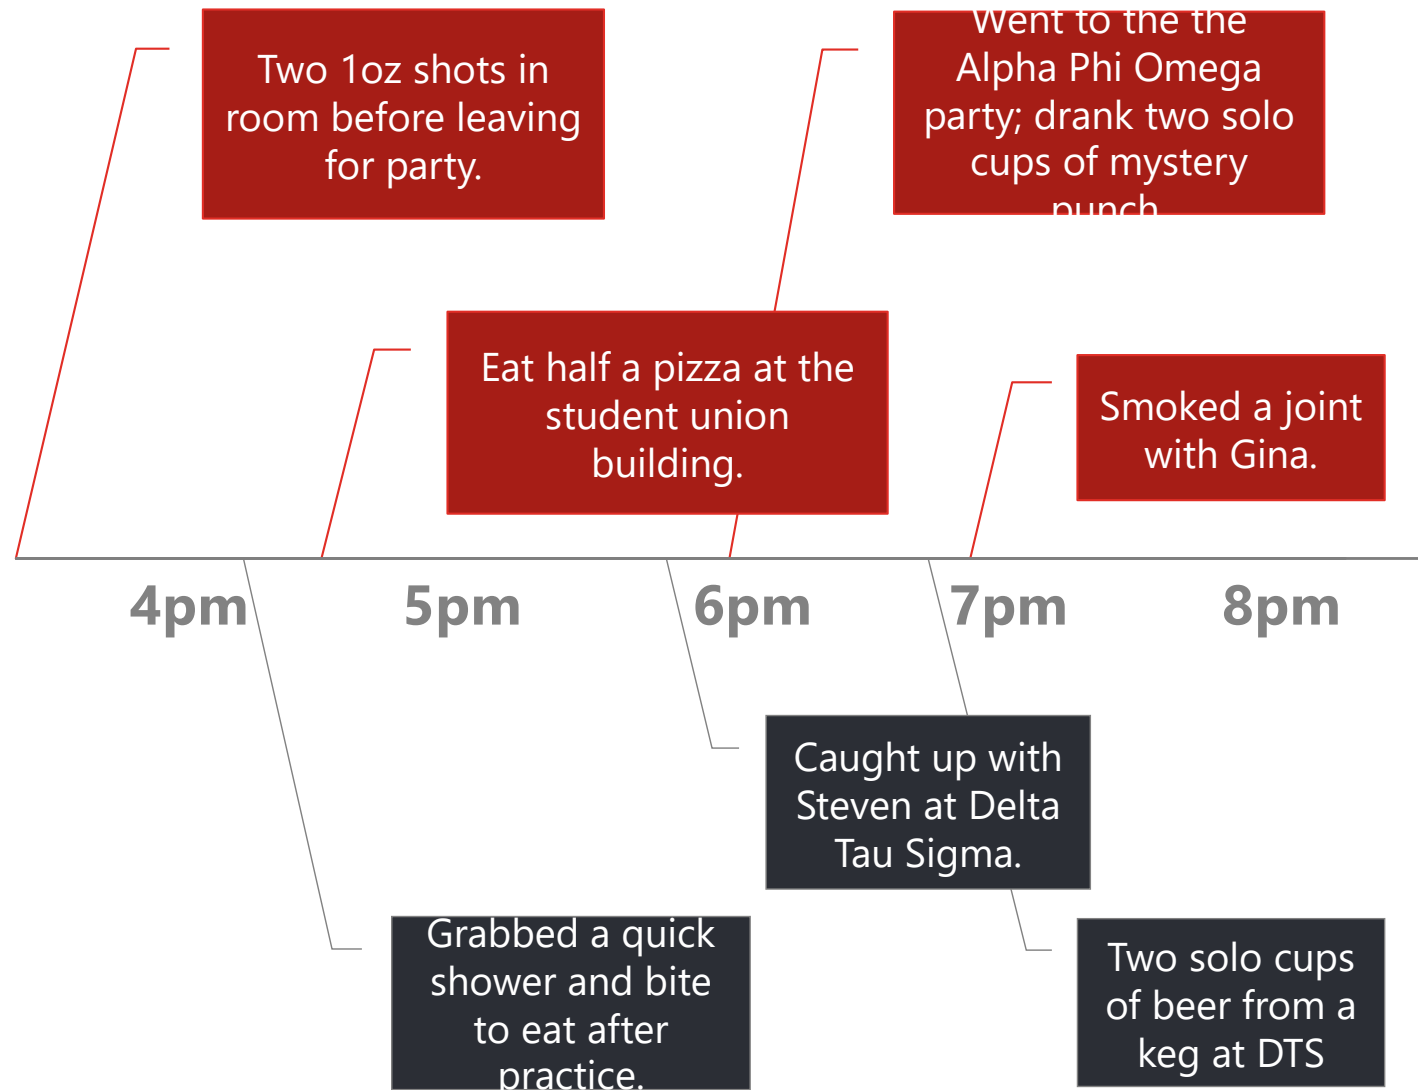 Two 1oz shots in
room before leaving
for party.
Went to the the
Alpha Phi Omega
party; drank two solo
cups of mystery
punch
Eat half a pizza at the
student union
building.
Smoked a joint
with Gina.
4pm
5pm
6pm
7pm
8pm
Caught up with
Steven at Delta
Tau Sigma.
Grabbed a quick
shower and bite
to eat after
practice.
Two solo cups
of beer from a
keg at DTS